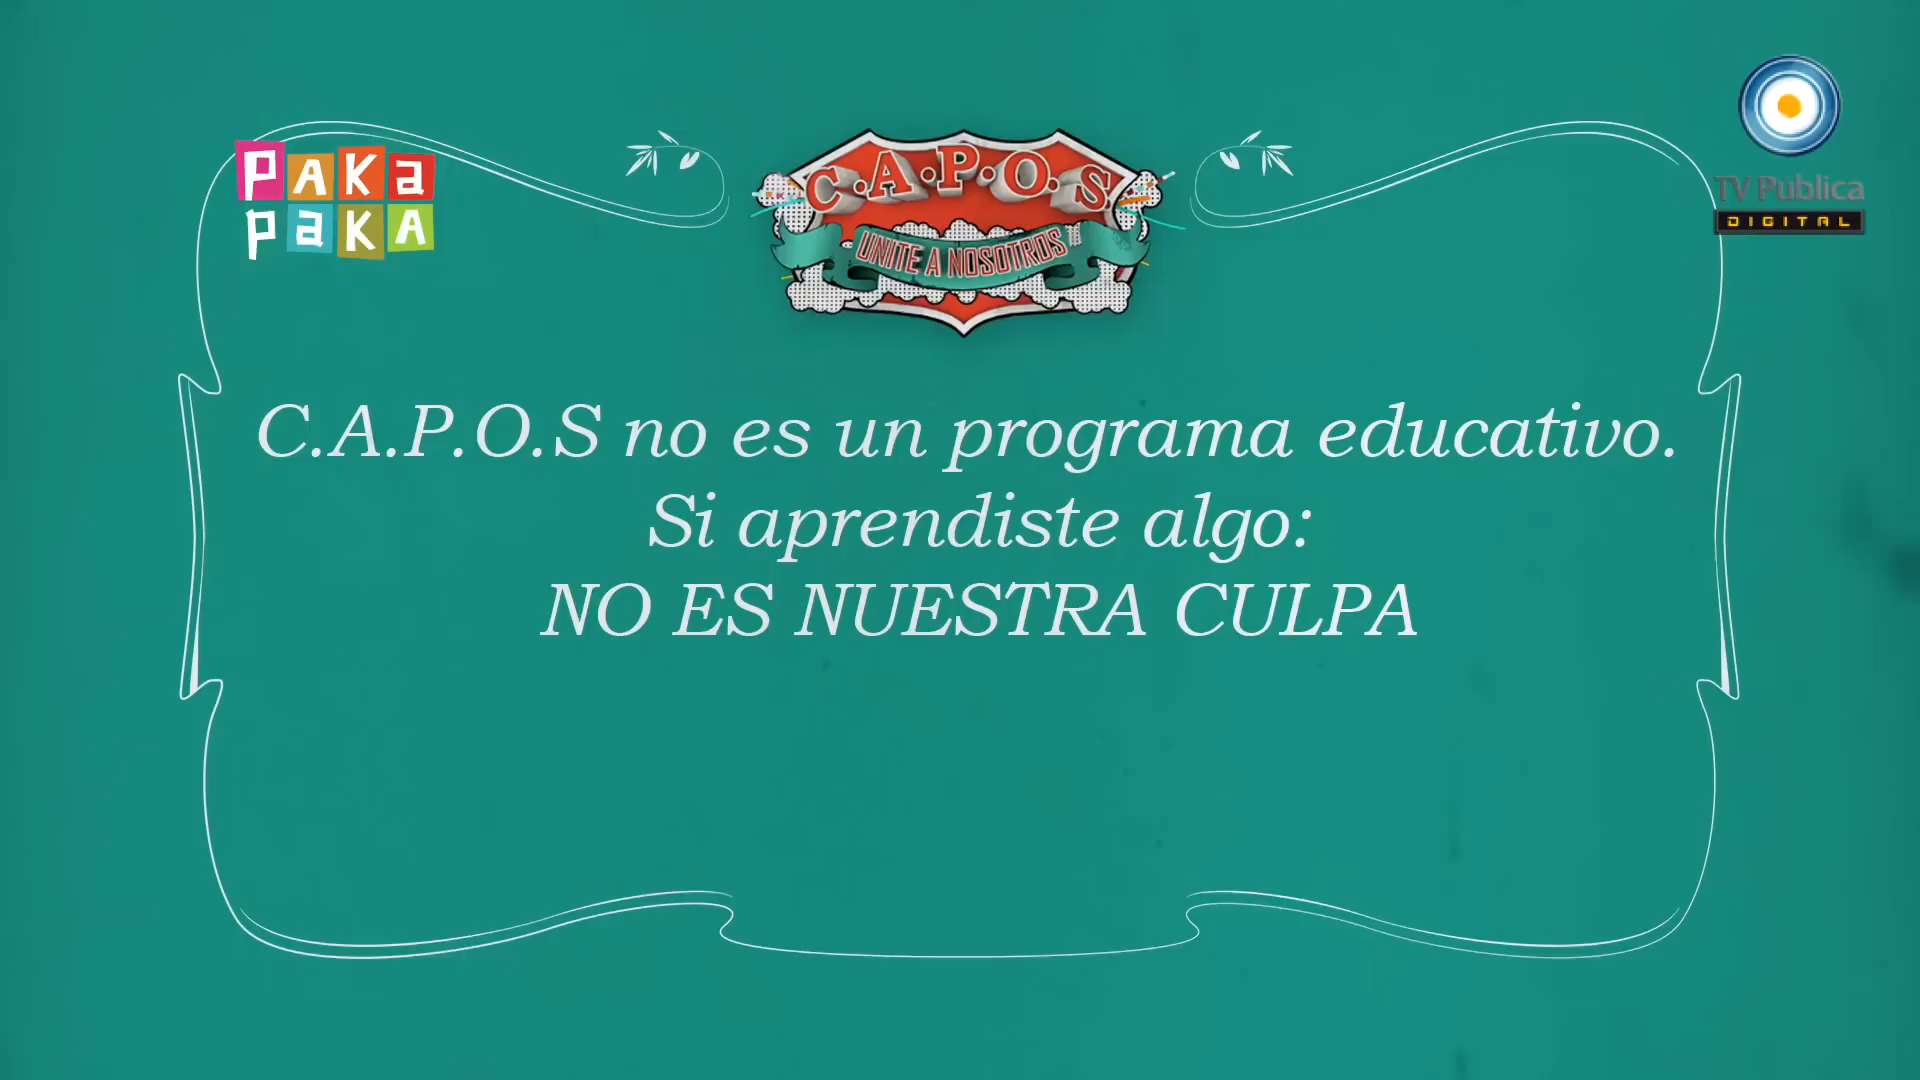 PAKa
paKA
C.A.P.O.S.
UNITE A NOSOTROS
TV Pública
DIGITAL
C.A.P.O.S no es un programa educativo.
Si aprendiste algo:
NO ES NUESTRA CULPA